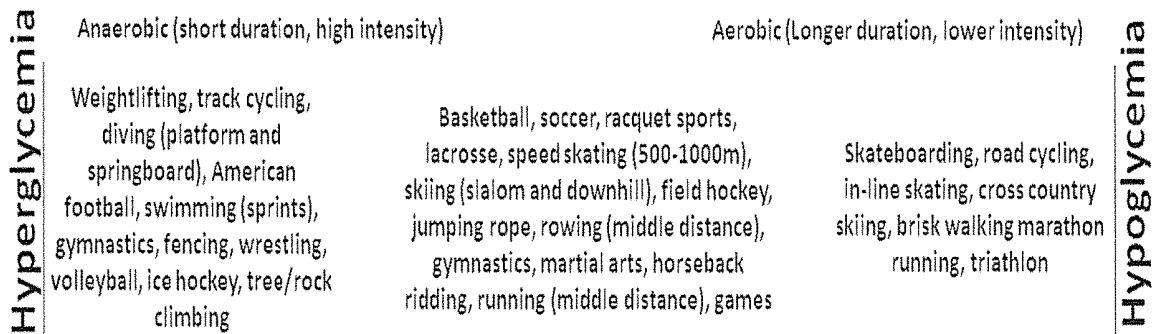 Hyperglycemia
Anaerobic (short duration, high intensity)
Weightlifting, track cycling,
diving (platform and
springboard), American
football, swimming (sprints),
gymnastics, fencing, wrestling,
volleyball, ice hockey, tree/rock
climbing
Basketball, soccer, racquet sports,
lacrosse, speed skating (500-1000m),
skiing (slalom and downhill), field hockey,
jumping rope, rowing (middle distance),
gymnastics, martial arts, horseback
ridding, running (middle distance), games
Aerobic (Longer duration, lower intensity)
Skateboarding, road cycling,
in-line skating, cross country
skiing, brisk walking marathon
running, triathlon
Hypoglycemia